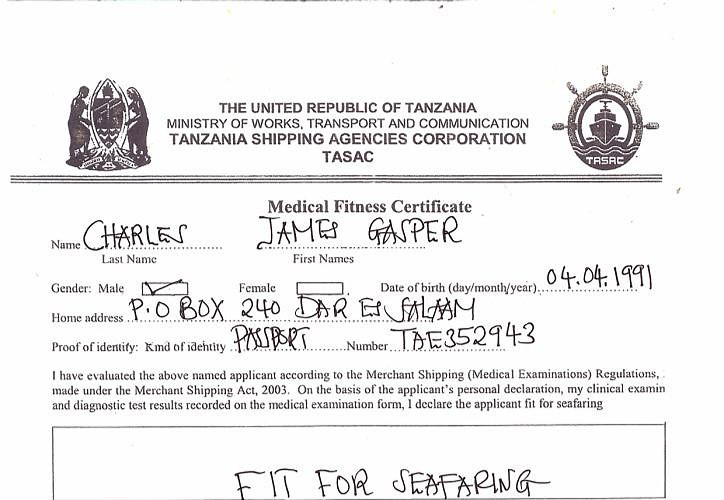 THE UNITED REPUBLIC OF TANZANIA
MINISTRY OF WORKS, TRANSPORT AND COMMUNICATION
TANZANIA SHIPPING AGENCIES CORPORATION
TASAC
TASAC
Medical Fitness Certificate
Name CHARLES JAMES GASPER
Last Name First Names
Gender: Male Female Date of birth (day/month/year) 04.04.1991
Home address P.O BOX 240 DAR ES SALAAM
Proof of identity: Kind of identity PASSPORT Number TAE352943
I have evaluated the above named applicant according to the Merchant Shipping (Medical Examinations) Regulations,
made under the Merchant Shipping Act, 2003. On the basis of the applicant's personal declaration, my clinical examin
and diagnostic test results recorded on the medical examination form, I declare the applicant fit for seafaring
FIT FOR SEAFARING